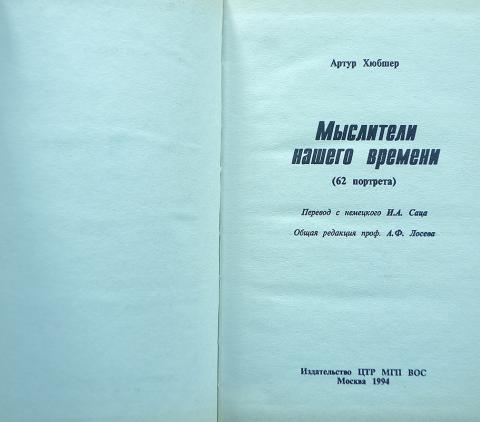 Артур Хюбшер
Мыслители
нашего времени
(62 портрета)
Перевод с немецкого И.А. Саца
Общая редакция проф. А.Ф. Лосева
Издательство ЦТР МГП ВОС
Москва 1994